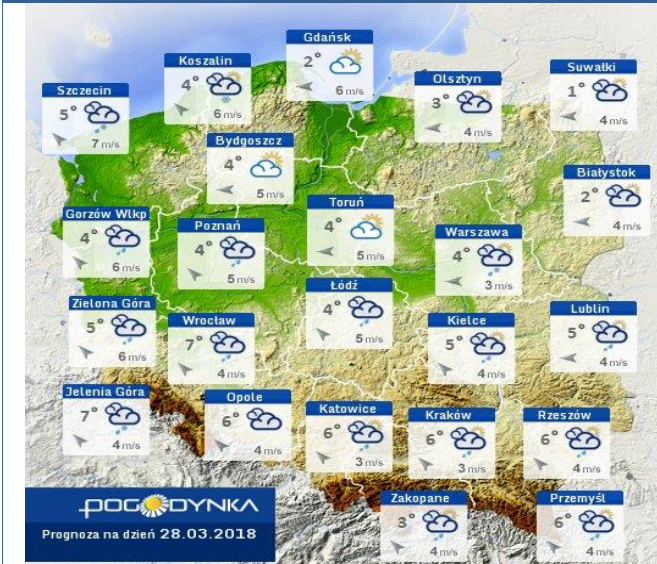 Gdańsk
2°
6 m/s
Koszalin
4°
6 m/s
Suwałki
1°
4 m/s
Olsztyn
3°
4 m/s
Szczecin
5°
7 m/s
Bydgoszcz
4°
5 m/s
Białystok
2°
4 m/s
Toruń
4°
5 m/s
Gorzów Wlkp
4°
6 m/s
Poznań
4°
5 m/s
Warszawa
4°
3 m/s
Łódź
4°
5 m/s
Zielona Góra
5°
6 m/s
Wrocław
7°
4 m/s
Kielce
5°
4 m/s
Lublin
5°
4 m/s
Jelenia Góra
7°
4 m/s
Opole
6°
4 m/s
Katowice
6°
3 m/s
Kraków
6°
3 m/s
Rzeszów
6°
4 m/s
Zakopane
3°
4 m/s
Przemyśl
6°
4 m/s
POGODYNKA
Prognoza na dzień 28.03.2018